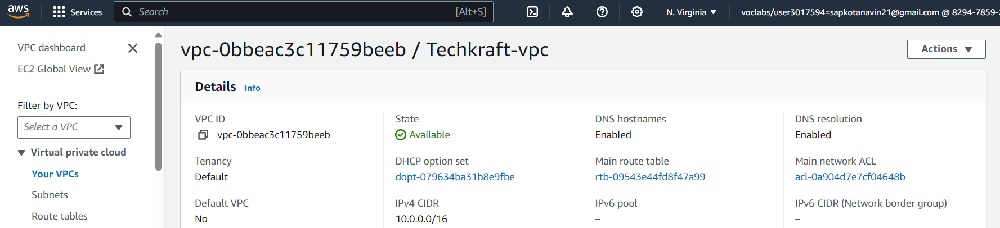 aws
Services
Search
[Alt+S]
N. Virginia
voclabs/user3017594=sapkotanavin21@gmail.com @ 8294-7859-
VPC dashboard
EC2 Global View
Filter by VPC:
Select a VPC
Virtual private cloud
Your VPCs
Subnets
Route tables
vpc-0bbeac3c11759beeb / Techkraft-vpc
Actions
Details Info
VPC ID
vpc-0bbeac3c11759beeb
State
Available
DNS hostnames
Enabled
DNS resolution
Enabled
Tenancy
Default
DHCP option set
dopt-079634ba31b8e9fbe
Main route table
rtb-09543e44fd8f47a99
Main network ACL
acl-0a904d7e7cf04648b
Default VPC
No
IPv4 CIDR
10.0.0.0/16
IPv6 pool
–
IPv6 CIDR (Network border group)
–